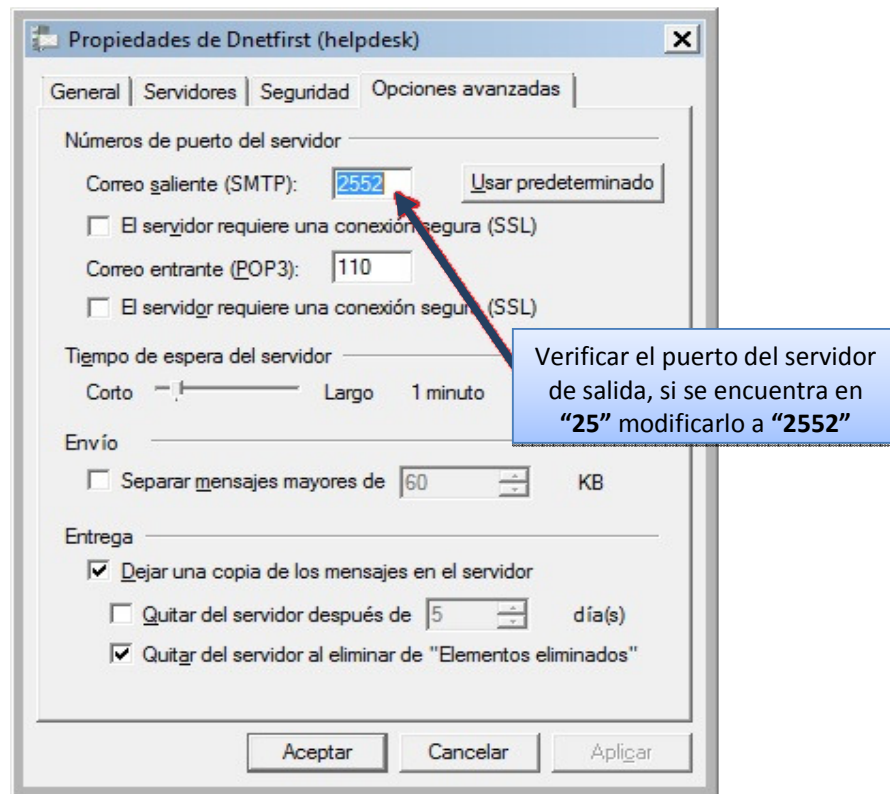 Propiedades de Dnetfirst (helpdesk)
General Servidores Seguridad Opciones avanzadas
Números de puerto del servidor
Correo saliente (SMTP): 2552 Usar predeterminado
El servidor requiere una conexión segura (SSL)
Correo entrante (POP3): 110
El servidor requiere una conexión segura (SSL)
Tiempo de espera del servidor
Corto Largo 1 minuto
Verificar el puerto del servidor
de salida, si se encuentra en
“25” modificarlo a “2552”
Envío
Separar mensajes mayores de 60 KB
Entrega
Dejar una copia de los mensajes en el servidor
Quitar del servidor después de 5 día(s)
Quitar del servidor al eliminar de "Elementos eliminados"
Aceptar Cancelar Aplicar